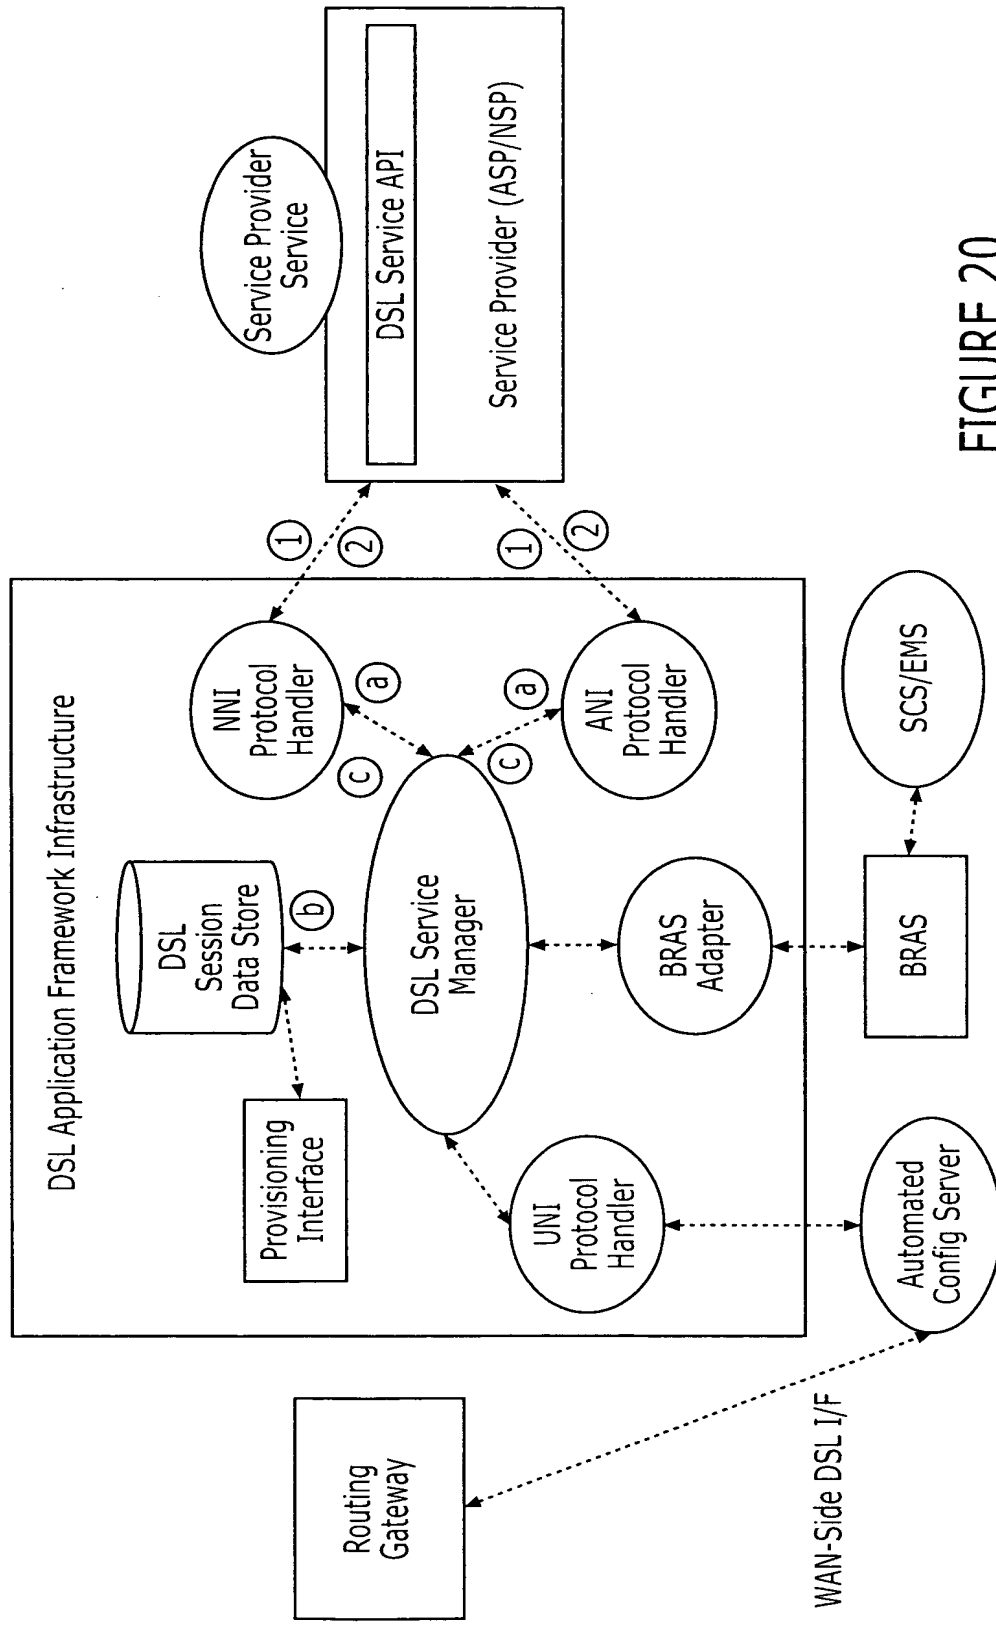 DSL Application Framework Infrastructure
Routing
Gateway
Provisioning
Interface
DSL
Session
Data Store
b
NNI
Protocol
Handler
a
c
1
2
Service Provider
Service
DSL Service API
Service Provider (ASP/NSP)
DSL Service
Manager
UNI
Protocol
Handler
BRAS
Adapter
a
c
ANI
Protocol
Handler
1
2
WAN-Side DSL I/F
Automated
Config Server
BRAS
SCS/EMS
FIGURE 20